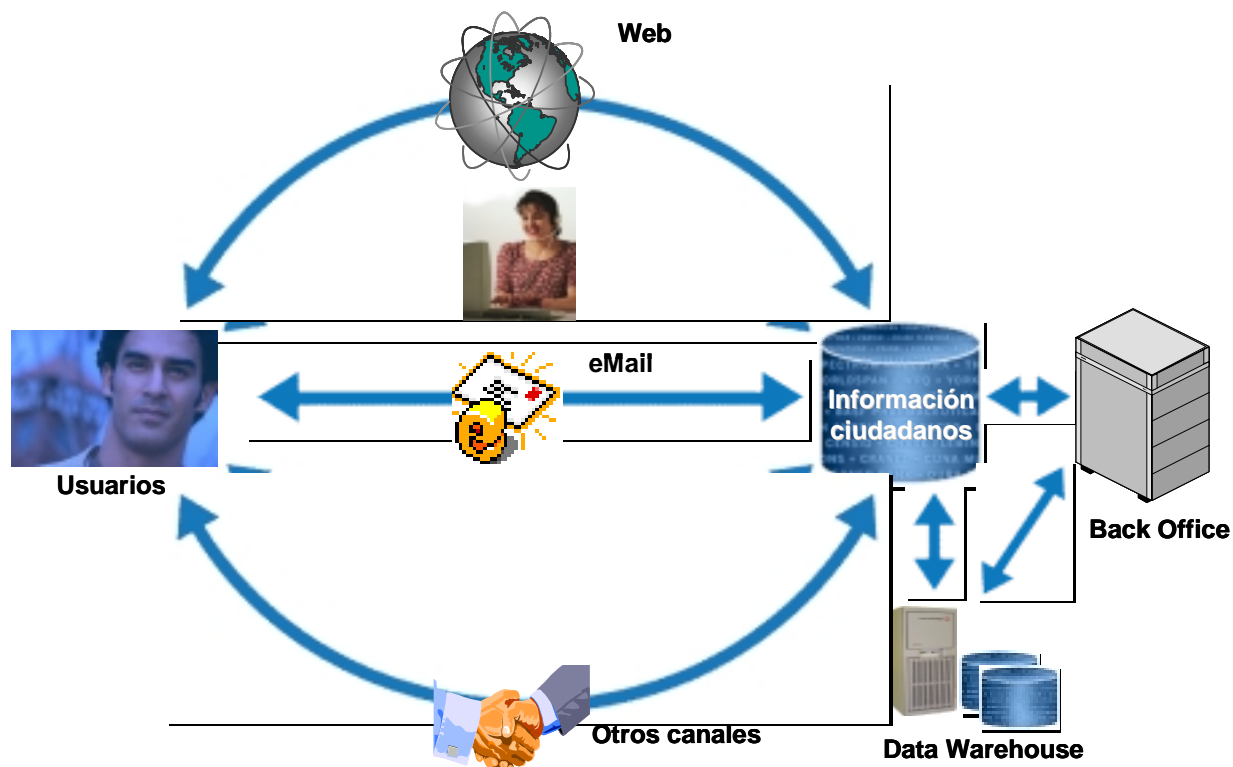 Web
eMail
Información
ciudadanos
Usuarios
Back Office
Otros canales
Data Warehouse